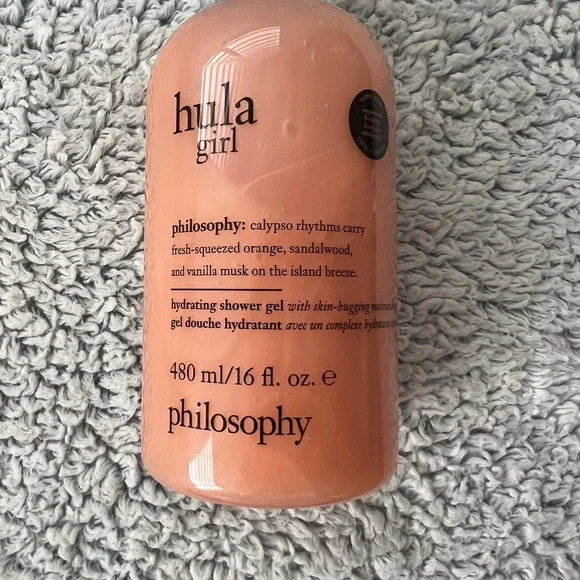 hula
girl
philosophy: calypso rhythms carry
fresh-squeezed orange, sandalwood,
and vanilla musk on the island breeze.
hydrating shower gel with skin-hugging
gel douche hydratant avec un complexe
480 ml/16 fl. oz. e
philosophy